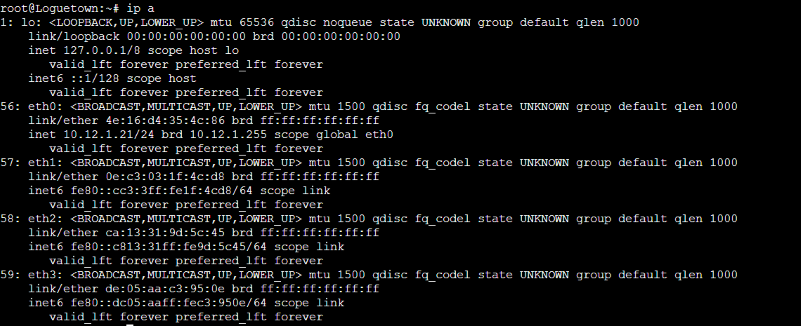 root@Loguetown:~# ip a
1: lo: <LOOPBACK,UP,LOWER_UP> mtu 65536 qdisc noqueue state UNKNOWN group default qlen 1000
    link/loopback 00:00:00:00:00:00 brd 00:00:00:00:00:00
    inet 127.0.0.1/8 scope host lo
       valid_lft forever preferred_lft forever
    inet6 ::1/128 scope host
       valid_lft forever preferred_lft forever
56: eth0: <BROADCAST,MULTICAST,UP,LOWER_UP> mtu 1500 qdisc fq_codel state UNKNOWN group default qlen 1000
    link/ether 4e:16:d4:35:4c:86 brd ff:ff:ff:ff:ff:ff
    inet 10.12.1.21/24 brd 10.12.1.255 scope global eth0
       valid_lft forever preferred_lft forever
57: eth1: <BROADCAST,MULTICAST,UP,LOWER_UP> mtu 1500 qdisc fq_codel state UNKNOWN group default qlen 1000
    link/ether 0e:c3:03:1f:4c:d8 brd ff:ff:ff:ff:ff:ff
    inet6 fe80::cc3:3ff:fe1f:4cd8/64 scope link
       valid_lft forever preferred_lft forever
58: eth2: <BROADCAST,MULTICAST,UP,LOWER_UP> mtu 1500 qdisc fq_codel state UNKNOWN group default qlen 1000
    link/ether ca:13:31:9d:5c:45 brd ff:ff:ff:ff:ff:ff
    inet6 fe80::c813:31ff:fe9d:5c45/64 scope link
       valid_lft forever preferred_lft forever
59: eth3: <BROADCAST,MULTICAST,UP,LOWER_UP> mtu 1500 qdisc fq_codel state UNKNOWN group default qlen 1000
    link/ether de:05:aa:c3:95:0e brd ff:ff:ff:ff:ff:ff
    inet6 fe80::dc05:aaff:fec3:950e/64 scope link
       valid_lft forever preferred_lft forever